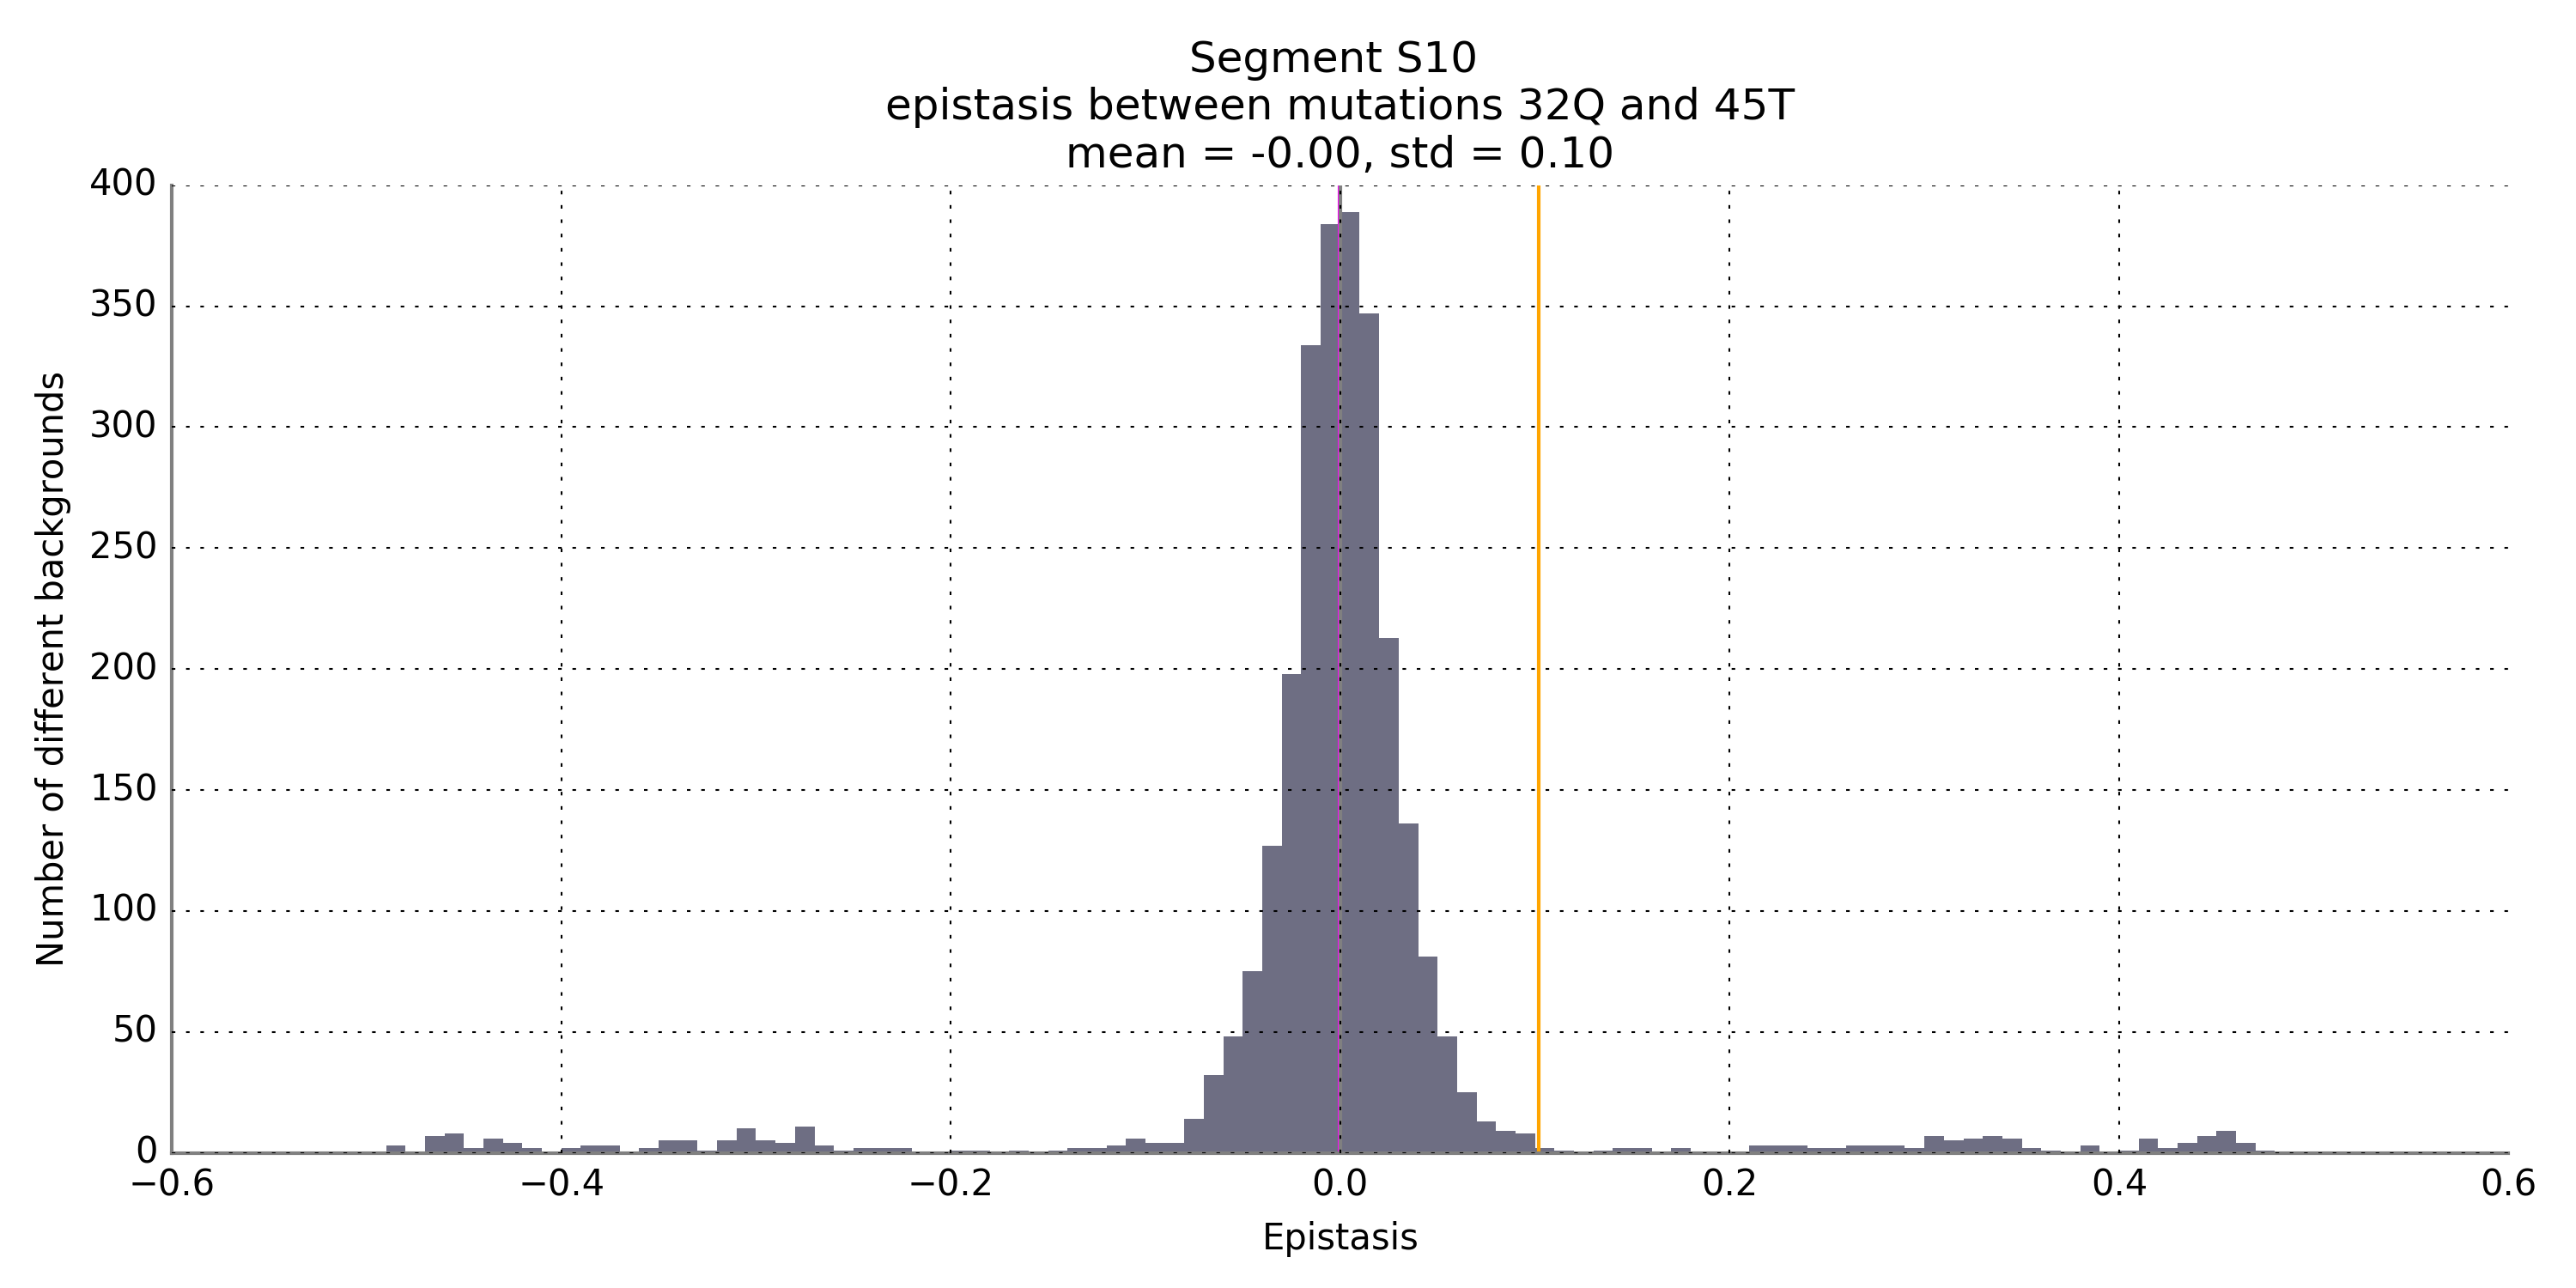 Segment S10
epistasis between mutations 32Q and 45T
mean = -0.00, std = 0.10
400
350
300
250
200
150
100
50
0
Number of different backgrounds
−0.6 −0.4 −0.2 0.0 0.2 0.4 0.6
Epistasis